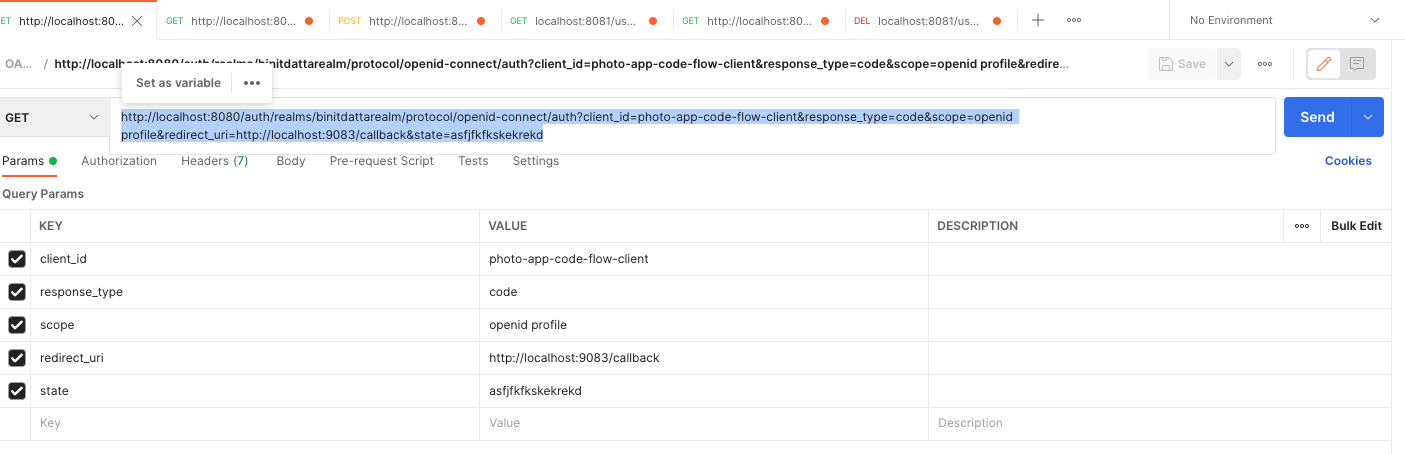 ET http://localhost:80...
GET http://localhost:80...
POST http://localhost:8...
GET localhost:8081/us...
GET http://localhost:80...
DEL localhost:8081/us...
No Environment
OA... / http://localhost:8080/auth/realms/binitdattarealm/protocol/openid-connect/auth?client_id=photo-app-code-flow-client&response_type=code&scope=openid profile&redire...
Save
Set as variable
GET
http://localhost:8080/auth/realms/binitdattarealm/protocol/openid-connect/auth?client_id=photo-app-code-flow-client&response_type=code&scope=openid
profile&redirect_uri=http://localhost:9083/callback&state=asfjfkfkskekrekd
Send
Params Authorization Headers (7) Body Pre-request Script Tests Settings Cookies
Query Params
KEY VALUE DESCRIPTION Bulk Edit
client_id photo-app-code-flow-client
response_type code
scope openid profile
redirect_uri http://localhost:9083/callback
state asfjfkfkskekrekd
Key Value Description